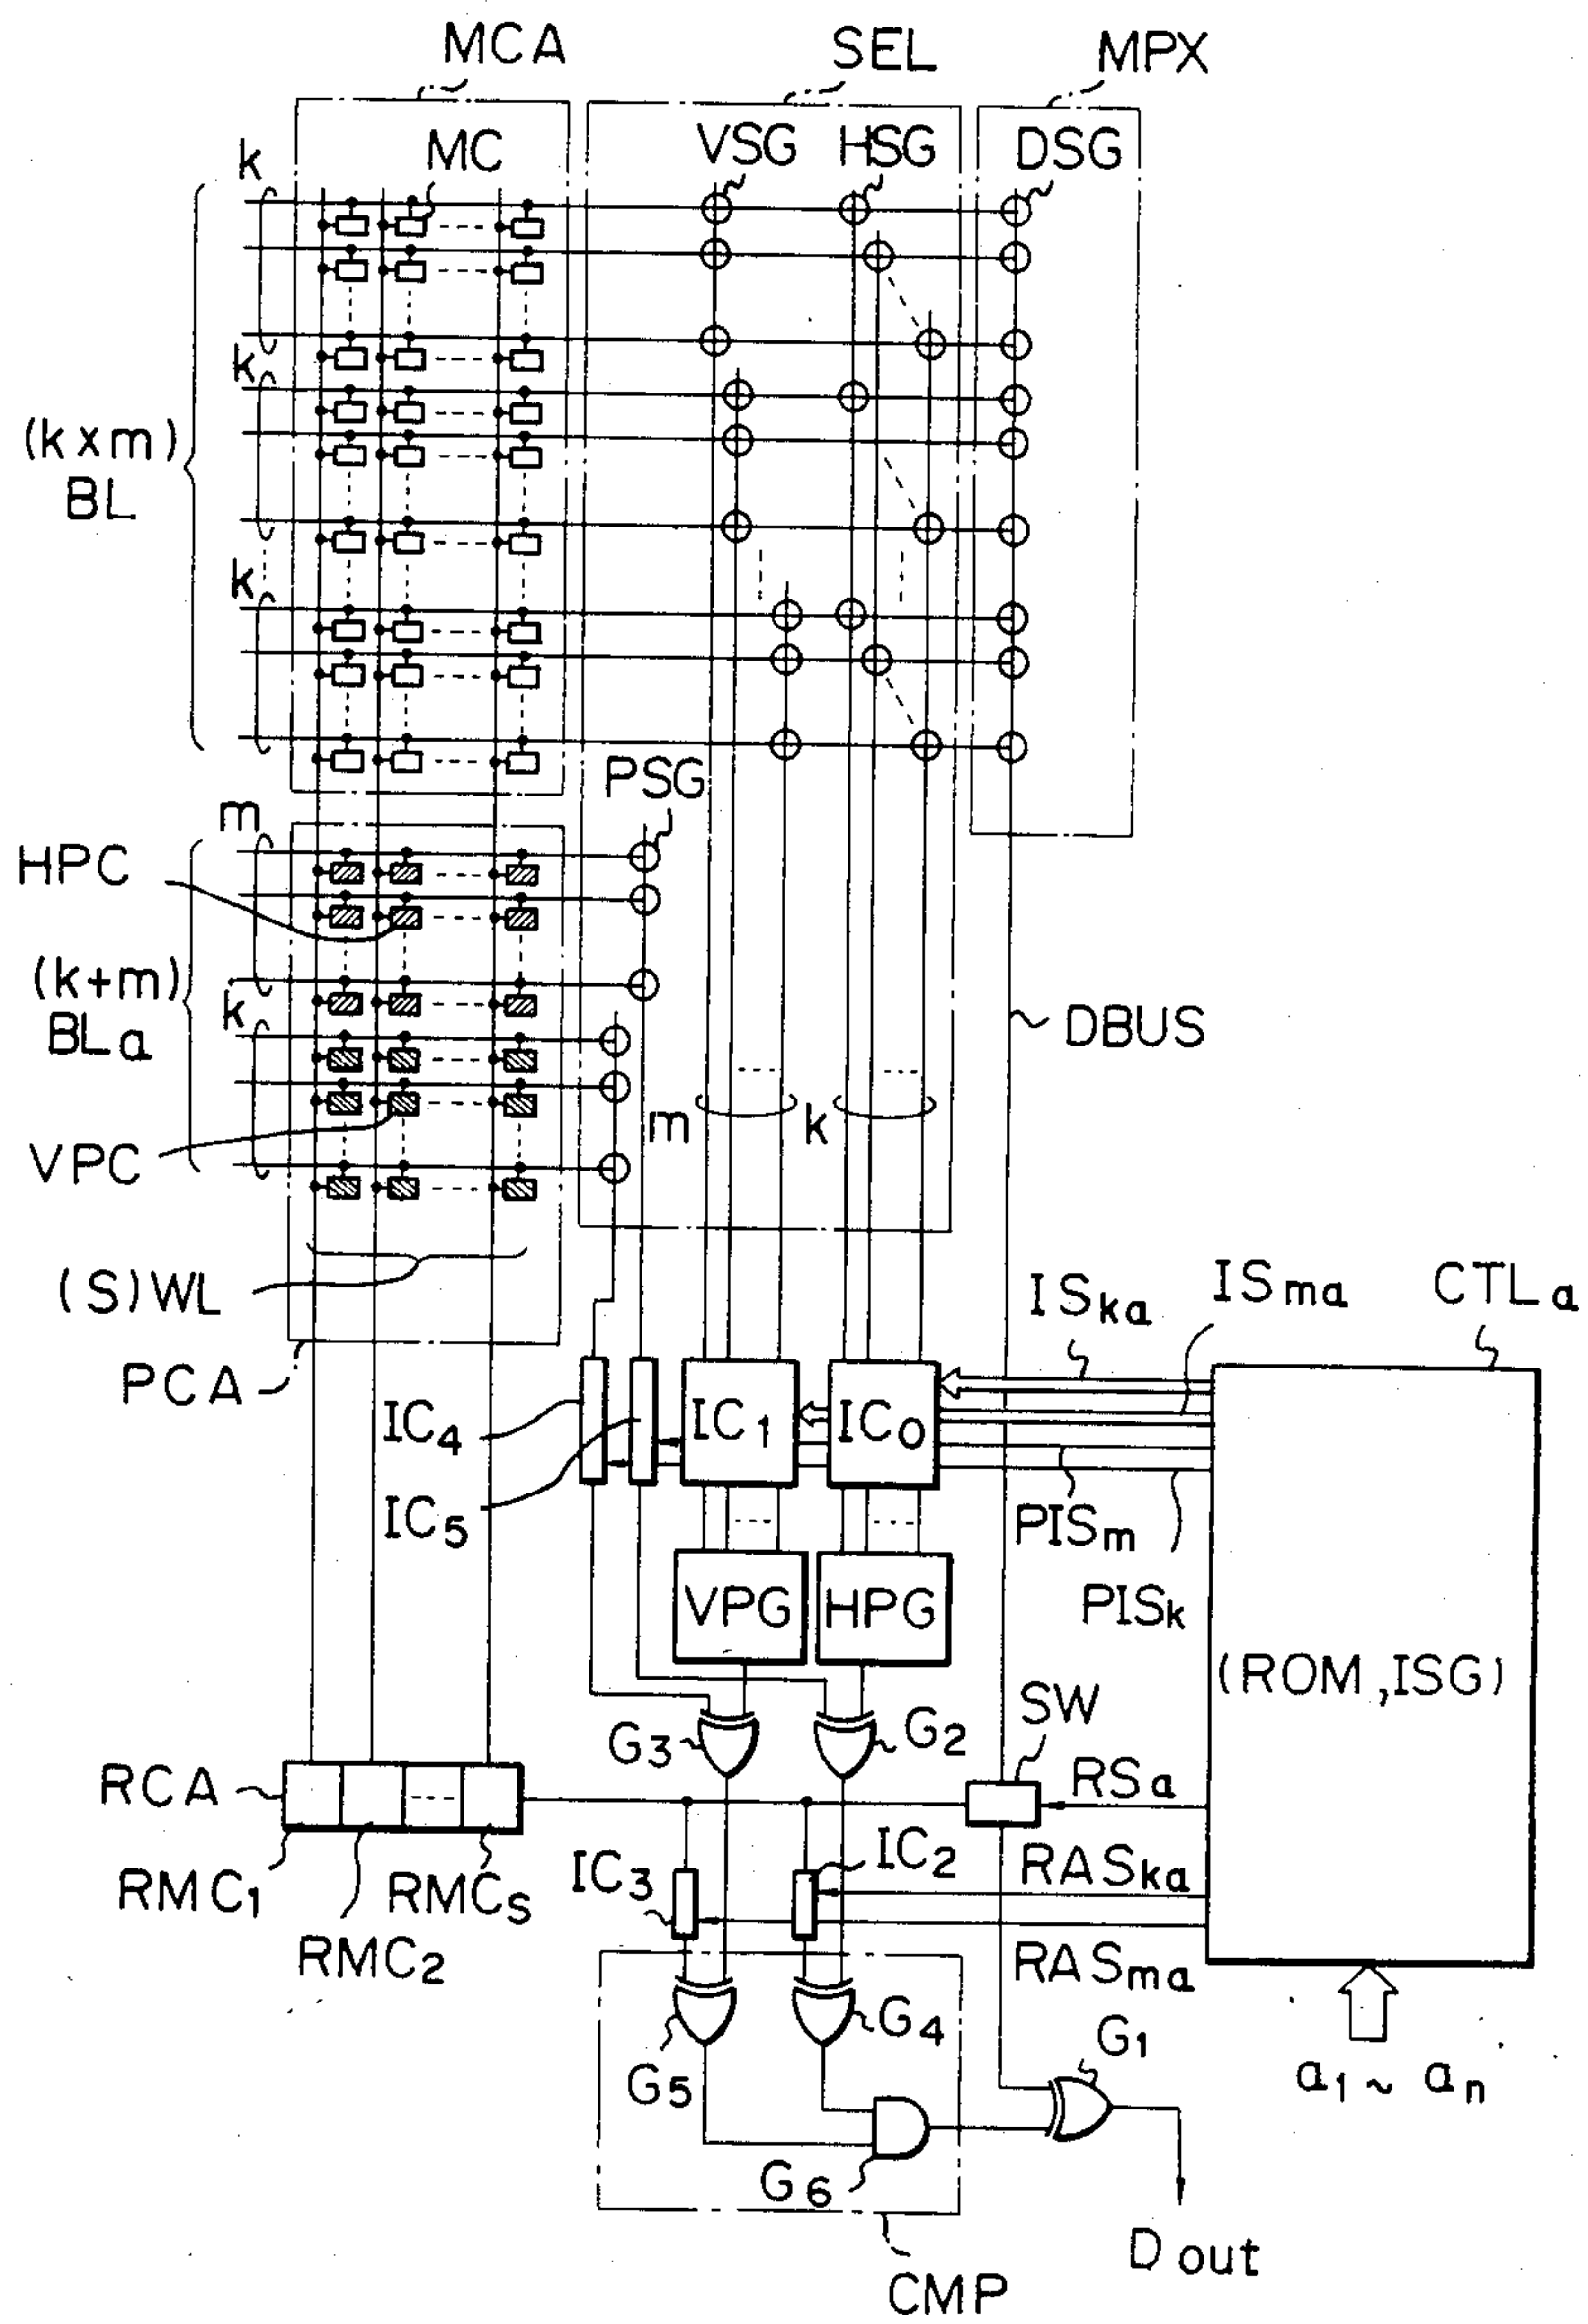 MCA
SEL
MPX
MC
VSG
HSG
DSG
k
k
(k×m)
BL
k
PSG
m
HPC
(k+m)
BLa
k
DBUS
m
k
VPC
(S)WL
ISka
ISma
CTLa
PCA
IC4
IC1
IC0
IC5
PISm
PISk
VPG
HPG
(ROM,ISG)
SW
G3
G2
RCA
RSa
RMC1
RMC2
RMCS
IC3
IC2
RASka
RASma
G5
G4
G1
a1~ an
G6
Dout
CMP